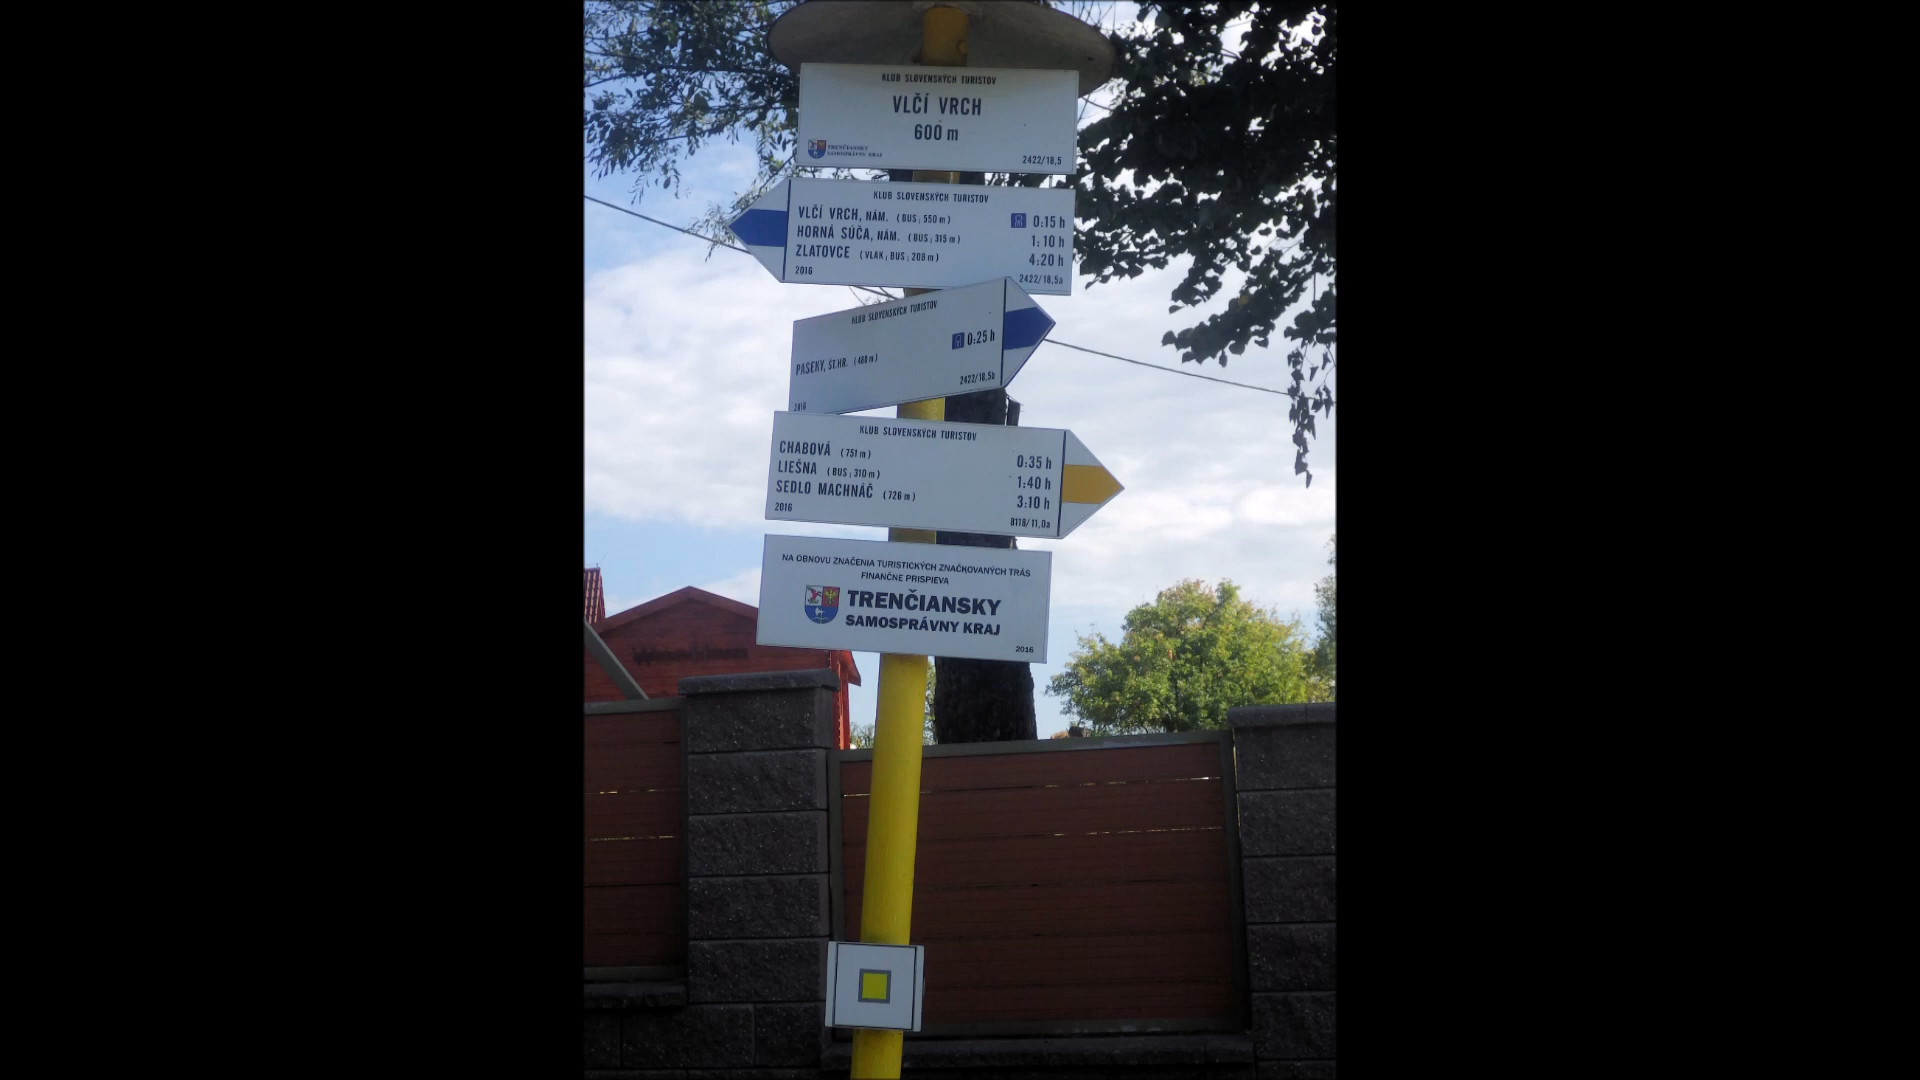 KLUB SLOVENSKÝCH TURISTOV
VLČÍ VRCH
600 m
TRENČIANSKY
SAMOSPRÁVNY KRAJ
2422/18,5
KLUB SLOVENSKÝCH TURISTOV
VLČÍ VRCH, NÁM. (BUS; 550 m) 0:15 h
HORNÁ SÚČA, NÁM. (BUS; 315 m) 1:10 h
ZLATOVCE (VLAK; BUS; 208 m) 4:20 h
2016 2422/18,5a
KLUB SLOVENSKÝCH TURISTOV
PASEKY, ŠT.HR. (468 m) 0:25 h
2016 2422/18,5b
KLUB SLOVENSKÝCH TURISTOV
CHABOVÁ (751 m) 0:35 h
LIEŠNA (BUS; 310 m) 1:40 h
SEDLO MACHNÁČ (726 m) 3:10 h
2016 8118/11,0a
NA OBNOVU ZNAČENIA TURISTICKÝCH ZNAČKOVANÝCH TRÁS
FINANČNE PRISPIEVA
TRENČIANSKY
SAMOSPRÁVNY KRAJ
2016